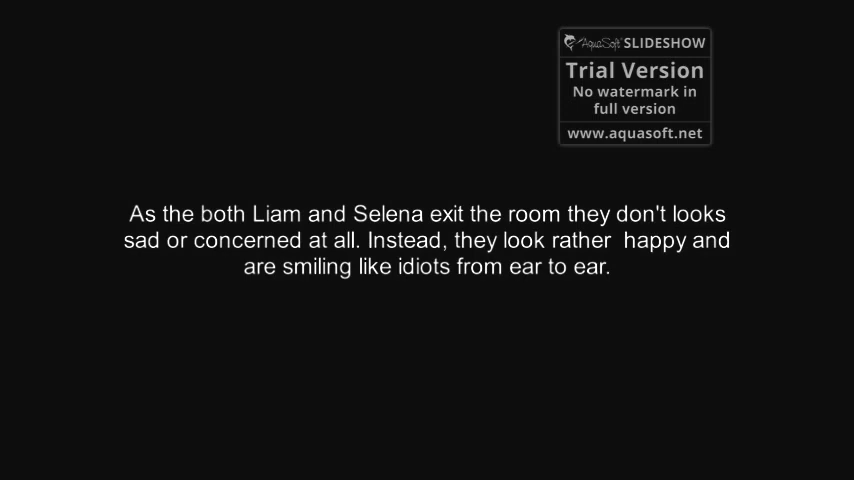 AquaSoft SLIDESHOW
Trial Version
No watermark in
full version
www.aquasoft.net
As the both Liam and Selena exit the room they don't looks
sad or concerned at all. Instead, they look rather  happy and
are smiling like idiots from ear to ear.